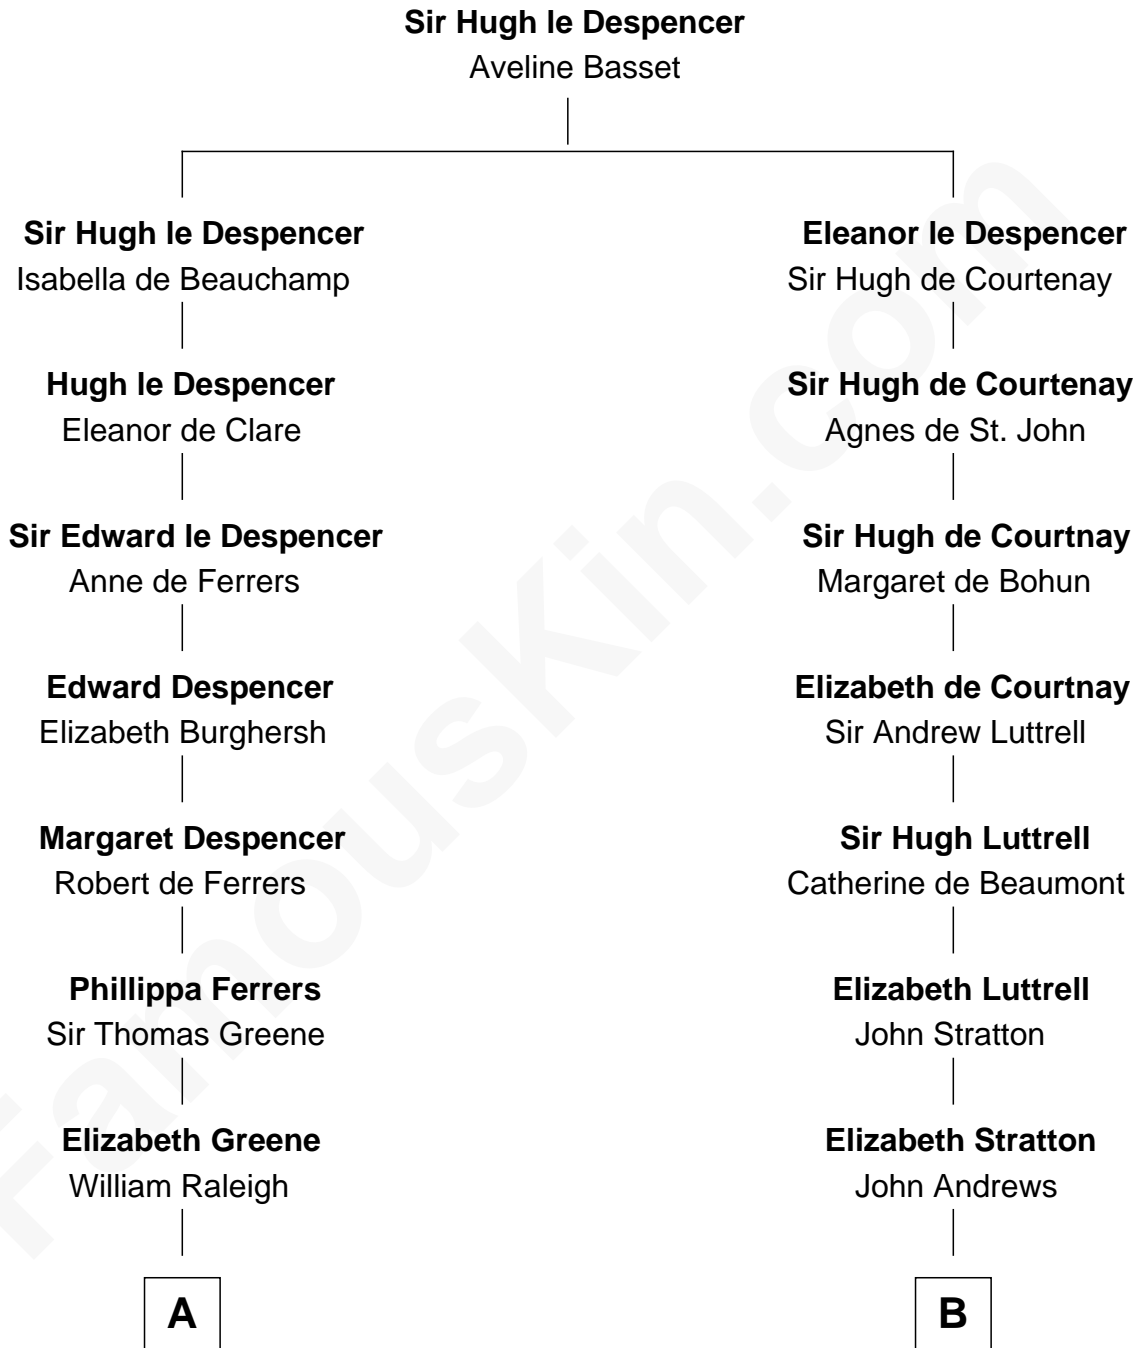 Sir Hugh le Despencer
Aveline Basset
Sir Hugh le Despencer
Isabella de Beauchamp
Eleanor le Despencer
Sir Hugh de Courtenay
Hugh le Despencer
Eleanor de Clare
Sir Hugh de Courtenay
Agnes de St. John
Sir Edward le Despencer
Anne de Ferrers
Sir Hugh de Courtnay
Margaret de Bohun
Edward Despencer
Elizabeth Burghersh
Elizabeth de Courtnay
Sir Andrew Luttrell
Margaret Despencer
Robert de Ferrers
Sir Hugh Luttrell
Catherine de Beaumont
Phillippa Ferrers
Sir Thomas Greene
Elizabeth Luttrell
John Stratton
Elizabeth Greene
William Raleigh
Elizabeth Stratton
John Andrews
A
B
FamousKin.com